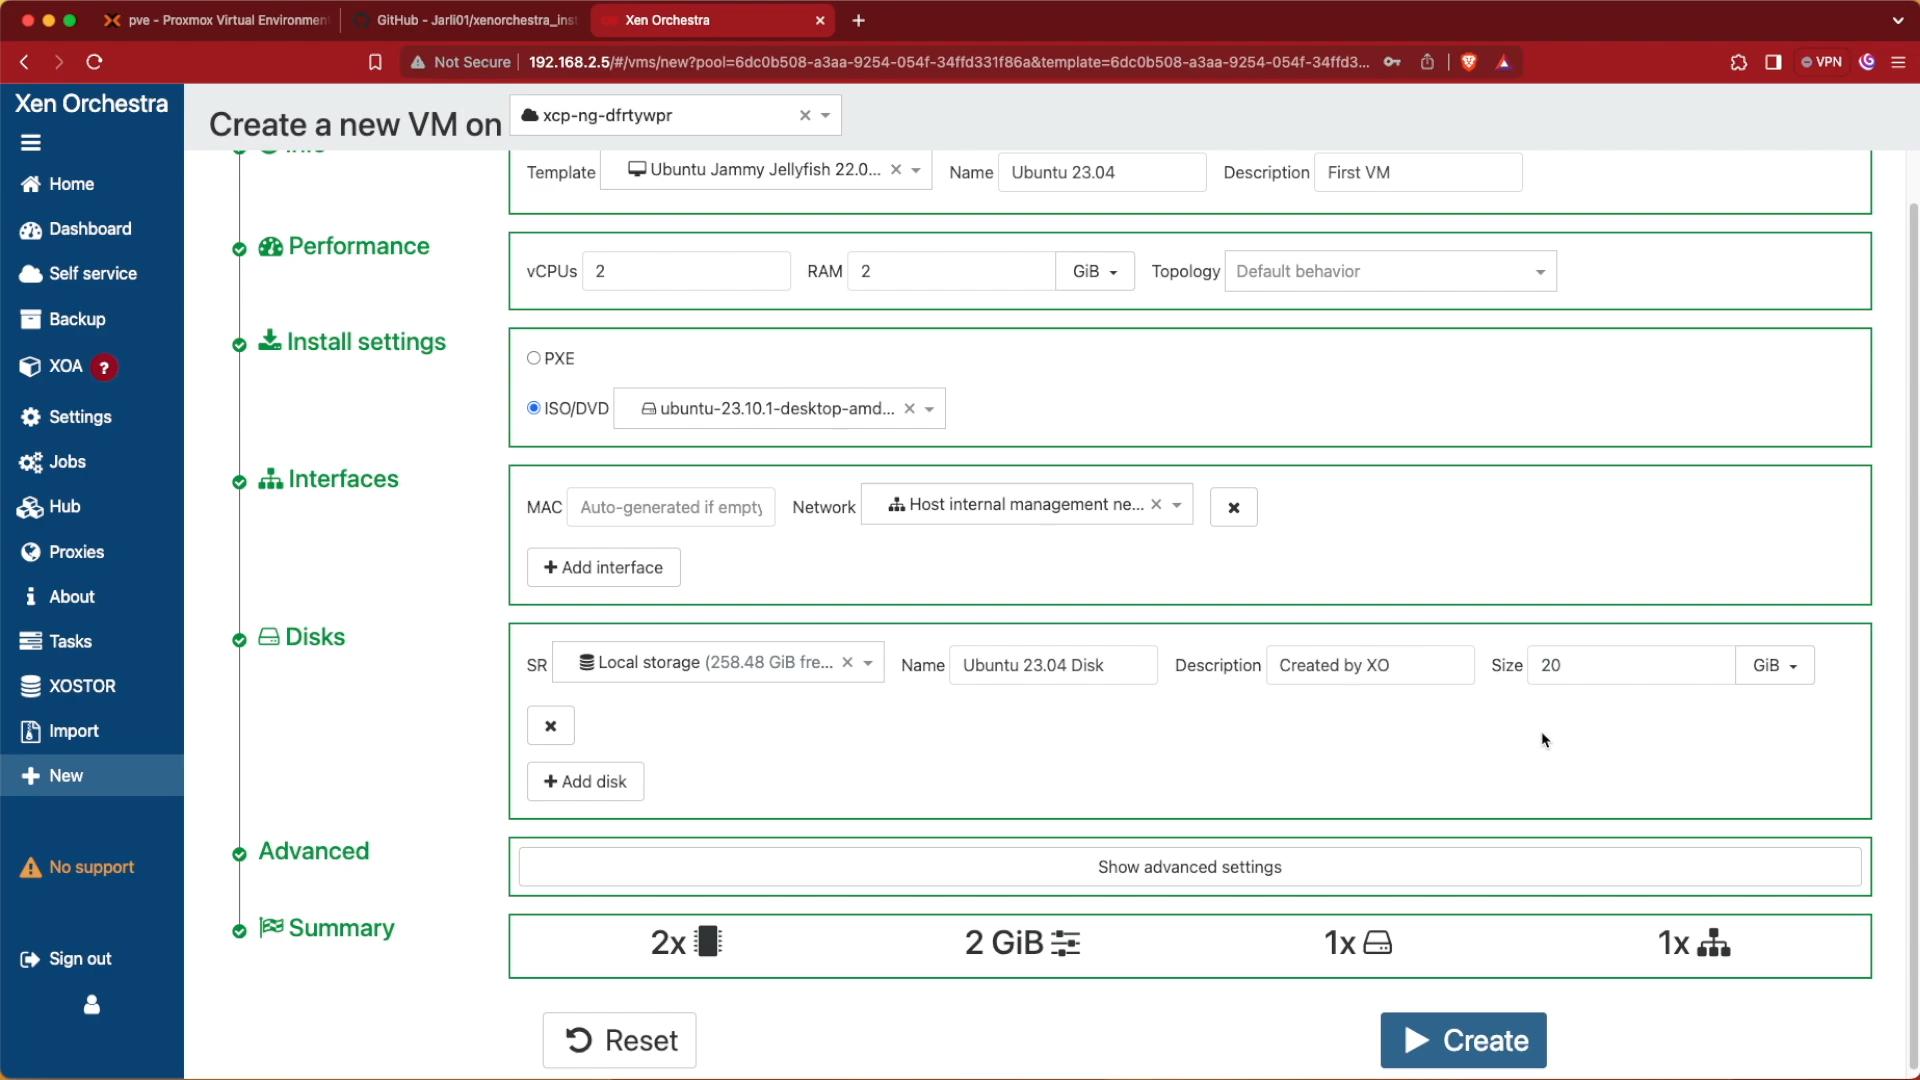 pve - Proxmox Virtual Environmen
GitHub - Jarli01/xenorchestra_inst
Xen Orchestra
Not Secure
192.168.2.5/#/vms/new?pool=6dc0b508-a3aa-9254-054f-34ffd331f86a&template=6dc0b508-a3aa-9254-054f-34ffd3...
VPN
Xen Orchestra
Home
Dashboard
Self service
Backup
XOA ?
Settings
Jobs
Hub
Proxies
About
Tasks
XOSTOR
Import
New
No support
Sign out
Create a new VM on
xcp-ng-dfrtywpr
Template Ubuntu Jammy Jellyfish 22.0... Name Ubuntu 23.04 Description First VM
Performance
vCPUs 2 RAM 2 GiB Topology Default behavior
Install settings
PXE
ISO/DVD ubuntu-23.10.1-desktop-amd...
Interfaces
MAC Auto-generated if empty Network Host internal management ne...
Add interface
Disks
SR Local storage (258.48 GiB fre... Name Ubuntu 23.04 Disk Description Created by XO Size 20 GiB
Add disk
Advanced
Show advanced settings
Summary
2x 2 GiB 1x 1x
Reset
Create